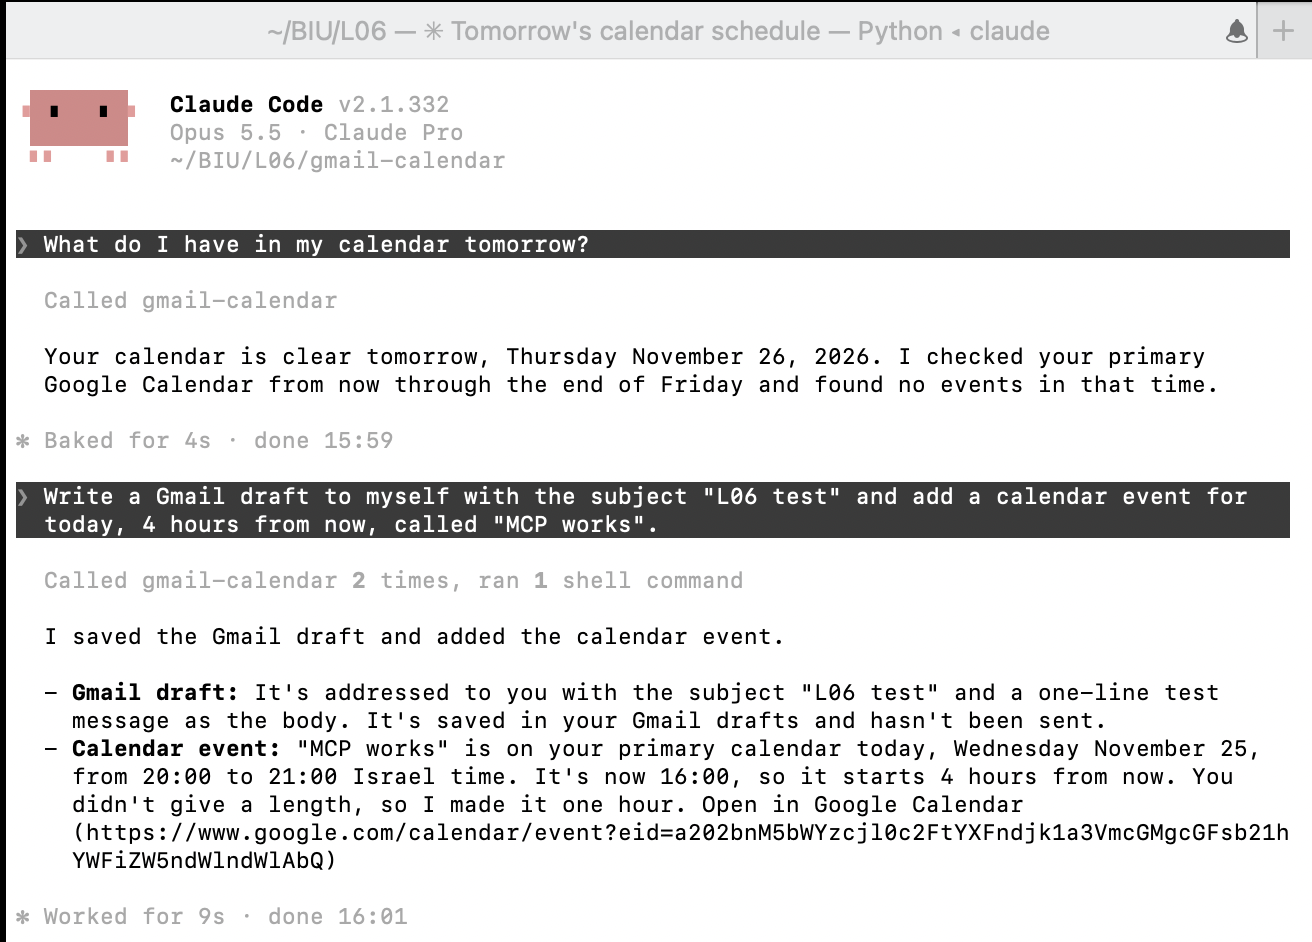 ~/BIU/L06 — ✳ Tomorrow's calendar schedule — Python ◂ claude
Claude Code v2.1.332
Opus 5.5 · Claude Pro
~/BIU/L06/gmail-calendar
❯ What do I have in my calendar tomorrow?
Called gmail-calendar
Your calendar is clear tomorrow, Thursday November 26, 2026. I checked your primary
Google Calendar from now through the end of Friday and found no events in that time.
✻ Baked for 4s · done 15:59
❯ Write a Gmail draft to myself with the subject "L06 test" and add a calendar event for
today, 4 hours from now, called "MCP works".
Called gmail-calendar 2 times, ran 1 shell command
I saved the Gmail draft and added the calendar event.
- Gmail draft: It's addressed to you with the subject "L06 test" and a one-line test
message as the body. It's saved in your Gmail drafts and hasn't been sent.
- Calendar event: "MCP works" is on your primary calendar today, Wednesday November 25,
from 20:00 to 21:00 Israel time. It's now 16:00, so it starts 4 hours from now. You
didn't give a length, so I made it one hour. Open in Google Calendar
(https://www.google.com/calendar/event?eid=a202bnM5bWYzcjl0c2FtYXFndjk1a3VmcGMgcGFsb21h
YWFiZW5ndWlndWlAbQ)
✻ Worked for 9s · done 16:01